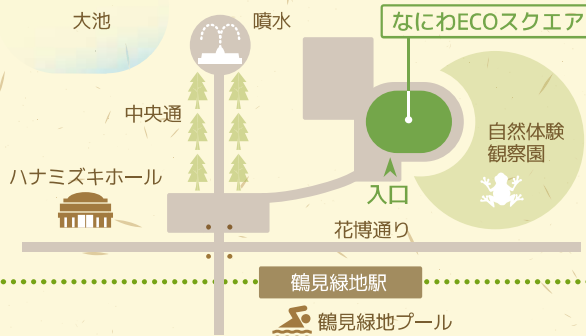 大池
噴水
なにわECOスクエア
中央通
自然体験
観察園
ハナミズキホール
入口
花博通り
鶴見緑地駅
鶴見緑地プール